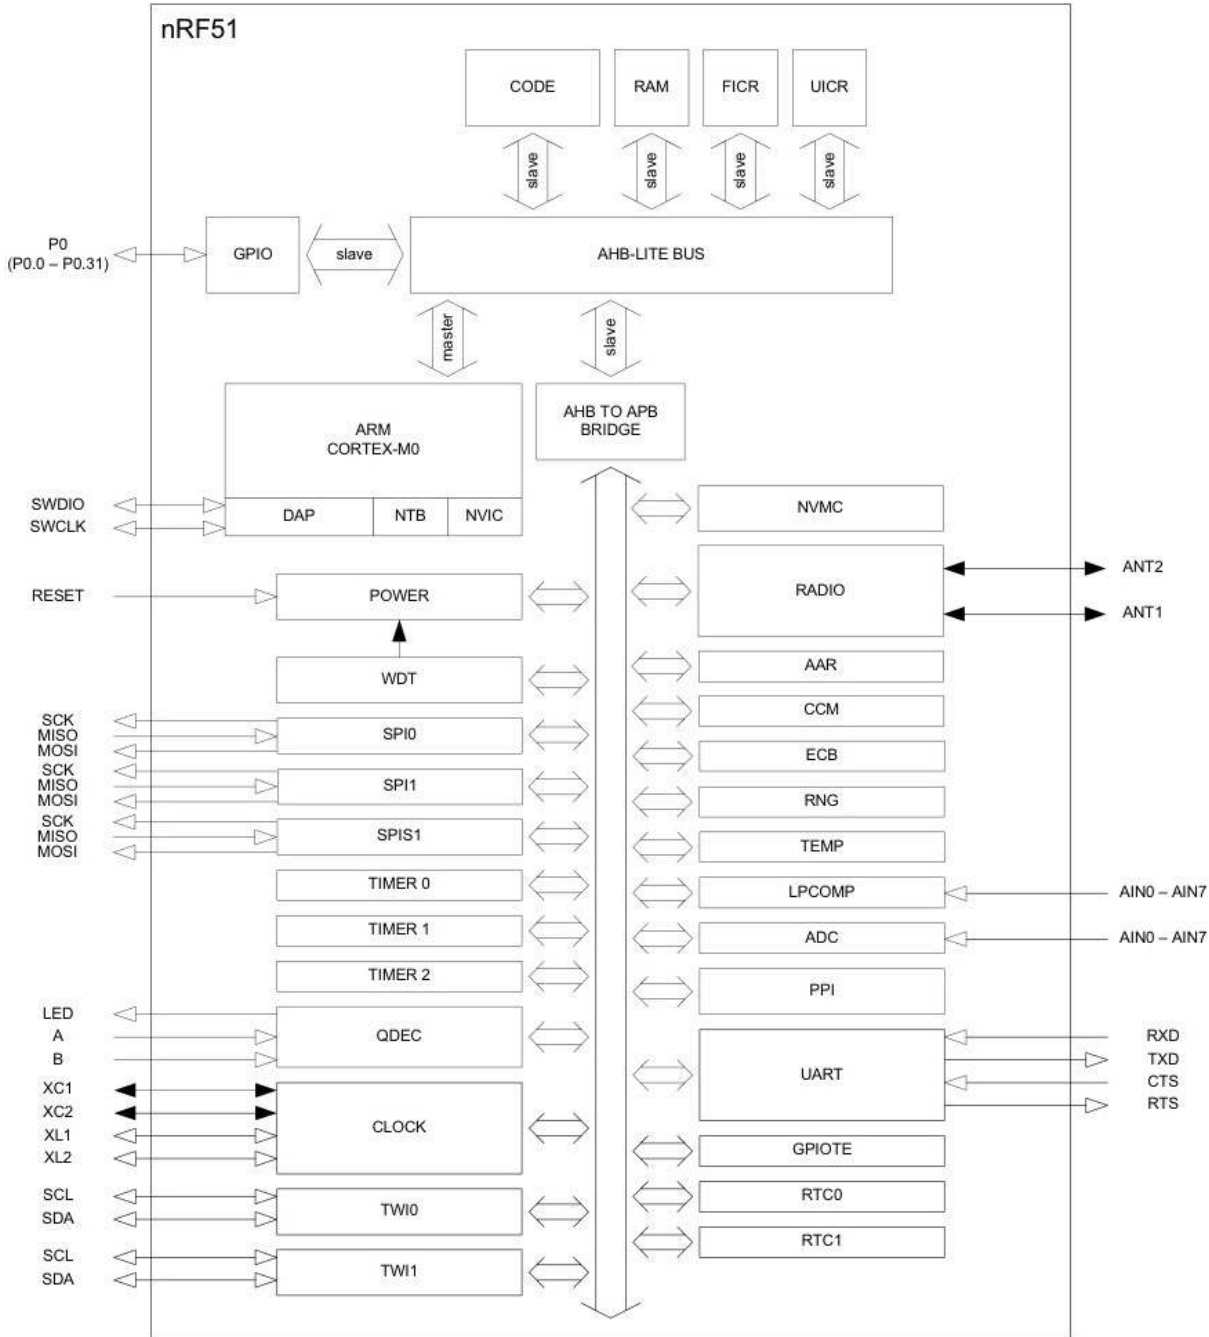 nRF51
CODE
RAM
FICR
UICR
slave
slave
slave
slave
P0
(P0.0 – P0.31)
GPIO
slave
AHB-LITE BUS
master
slave
ARM
CORTEX-M0
AHB TO APB
BRIDGE
SWDIO
SWCLK
DAP
NTB
NVIC
NVMC
RADIO
ANT2
ANT1
RESET
POWER
WDT
AAR
CCM
SCK
MISO
MOSI
SPI0
ECB
SCK
MISO
MOSI
SPI1
RNG
SCK
MISO
MOSI
SPIS1
TEMP
TIMER 0
LPCOMP
AIN0 – AIN7
TIMER 1
ADC
AIN0 – AIN7
TIMER 2
PPI
LED
A
B
QDEC
UART
RXD
TXD
CTS
RTS
XC1
XC2
XL1
XL2
CLOCK
GPIOTE
SCL
SDA
TWI0
RTC0
RTC1
SCL
SDA
TWI1